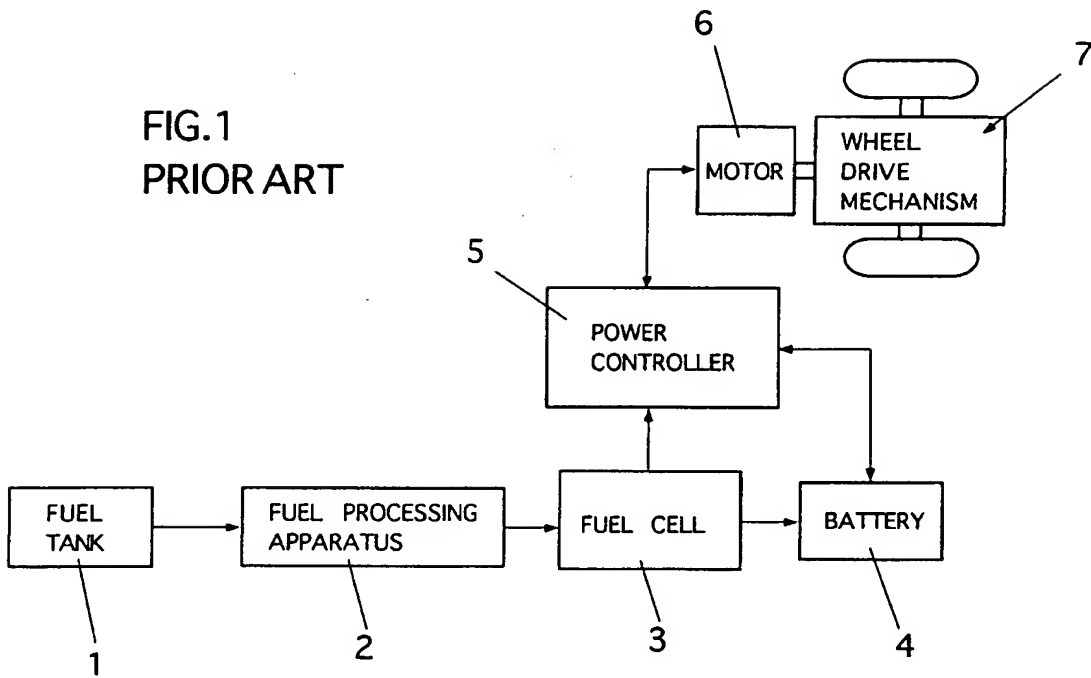 FIG.1
PRIOR ART
6
7
MOTOR
WHEEL
DRIVE
MECHANISM
5
POWER
CONTROLLER
FUEL
TANK
FUEL PROCESSING
APPARATUS
FUEL CELL
BATTERY
1
2
3
4